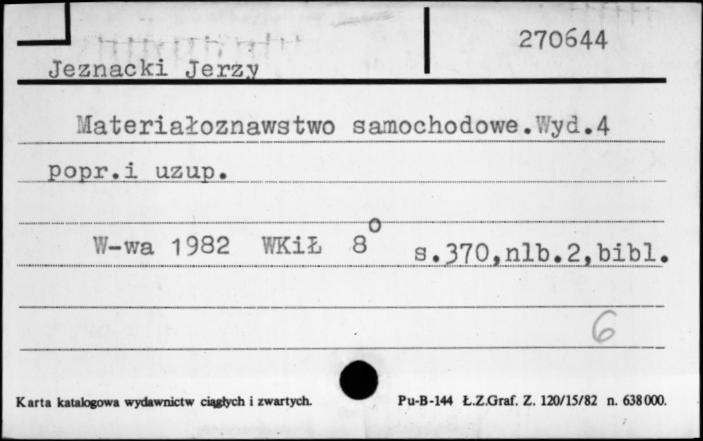 270644
Jeznacki Jerzy
Materiałoznawstwo samochodowe.Wyd.4
popr.i uzup.
W-wa 1982 WKiŁ 8° s.370,nlb.2,bibl.
6
Karta katalogowa wydawnictw ciągłych i zwartych. Pu-B-144 Ł.Z.Graf. Z. 120/15/82 n. 638000.